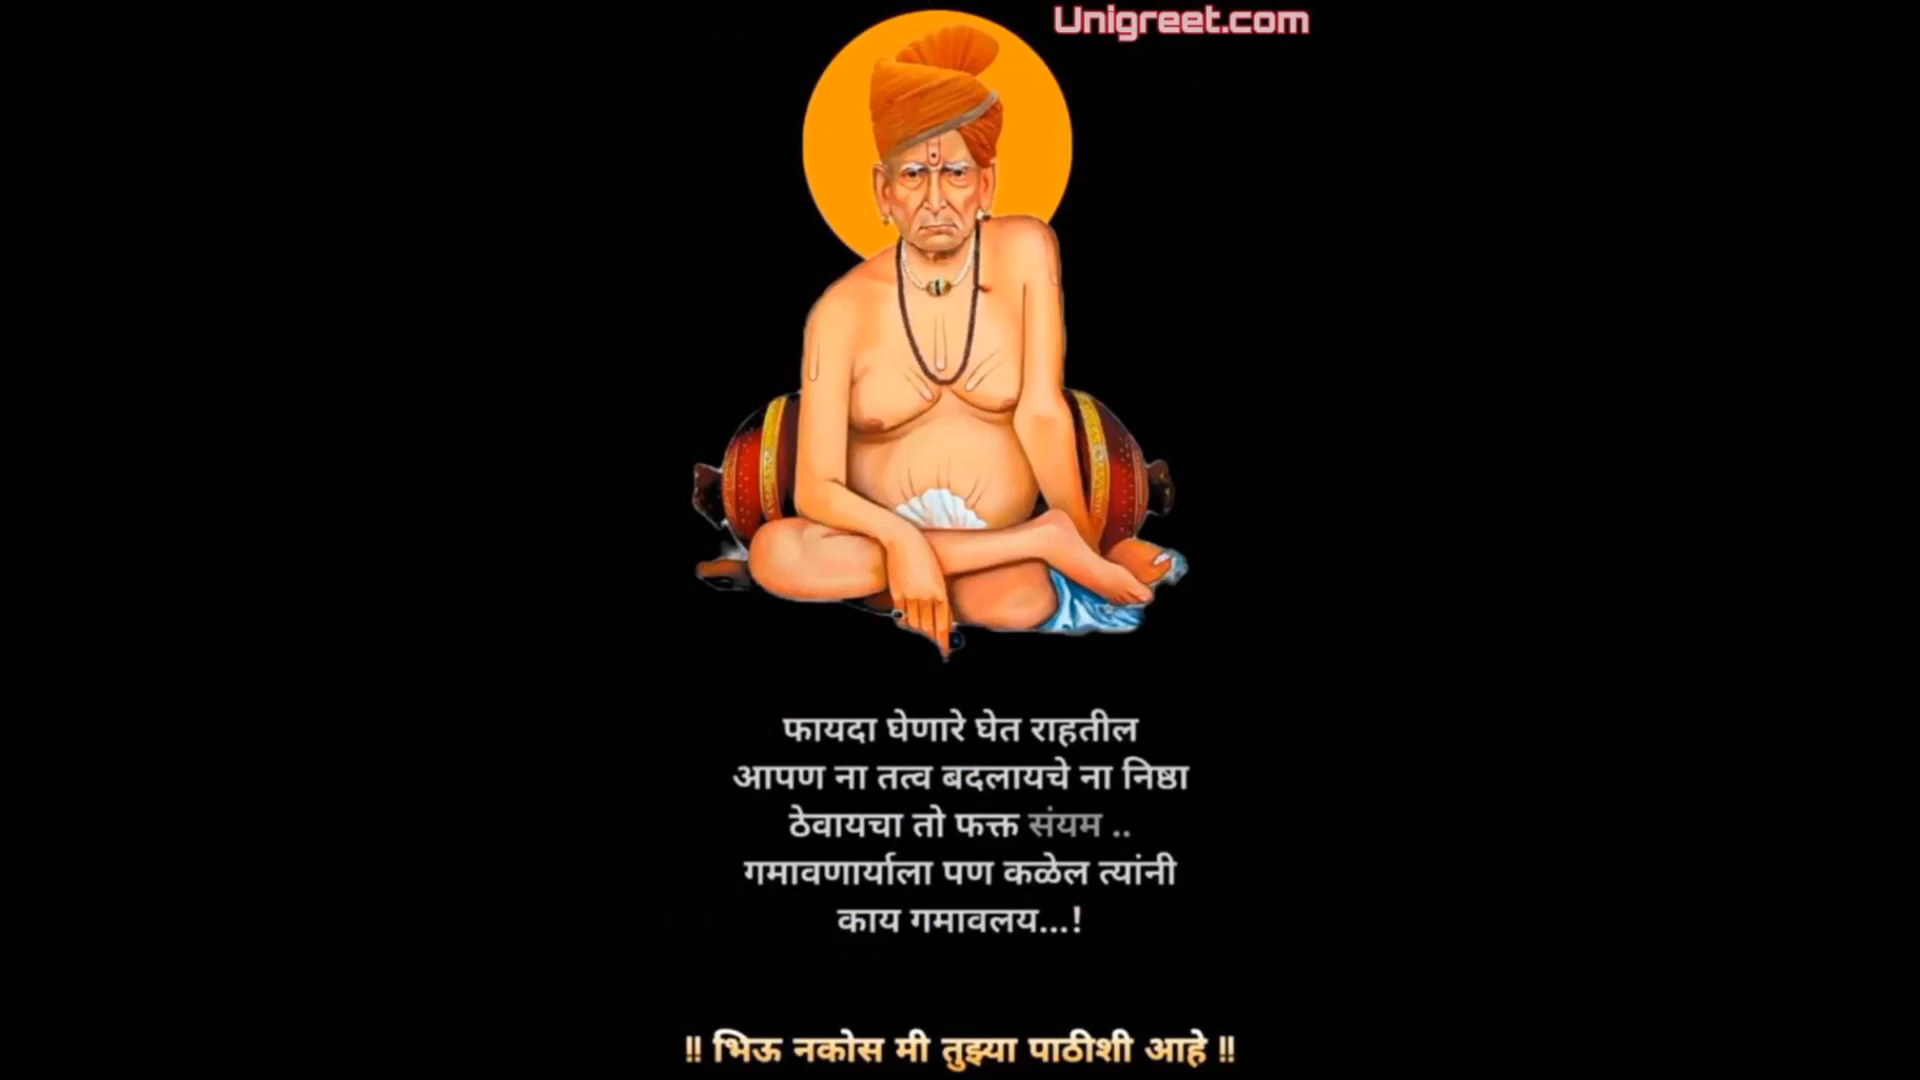 Unigreet.com
फायदा घेणारे घेत राहतील
आपण ना तत्व बदलायचे ना निष्ठा
ठेवायचा तो फक्त संयम ..
गमावणार्याला पण कळेल त्यांनी
काय गमावलय...!
!! भिऊ नकोस मी तुझ्या पाठीशी आहे !!